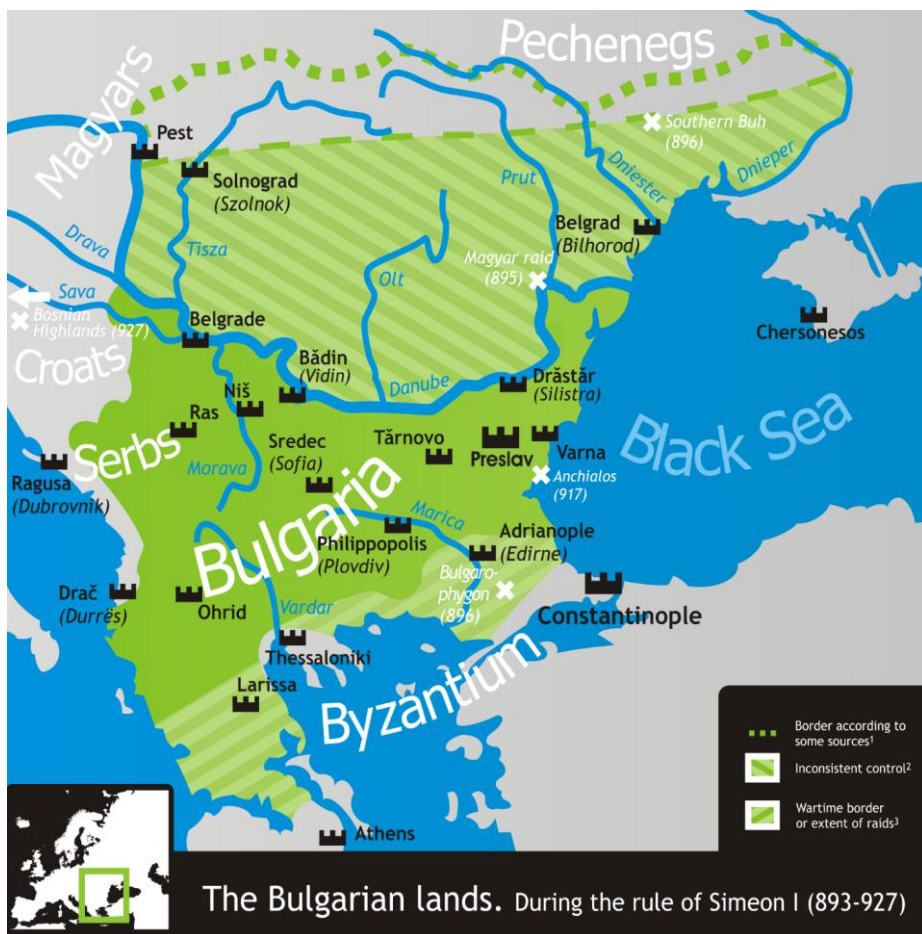 Pechenegs
Magyars
Southern Buh
(896)
Pest
Solnograd
(Szolnok)
Prut
Dniester
Dnieper
Drava
Tisza
Belgrad
(Bilhorod)
Magyar raid
(895)
Olt
Sava
Bosnian
Highlands (927)
Belgrade
Chersonesos
Croats
Bădin
(Vidin)
Danube
Drăstăr
(Silistra)
Niš
Ras
Black Sea
Serbs
Sredec
(Sofia)
Tărnovo
Preslav
Varna
Morava
Anchialos
(917)
Ragusa
(Dubrovnik)
Bulgaria
Marica
Philippopolis
(Plovdiv)
Adrianople
(Edirne)
Bulgaro-
phygon
(896)
Drač
(Durrës)
Ohrid
Vardar
Constantinople
Thessaloniki
Larissa
Byzantium
Border according to
some sources¹
Inconsistent control²
Wartime border
or extent of raids³
Athens
The Bulgarian lands. During the rule of Simeon I (893-927)